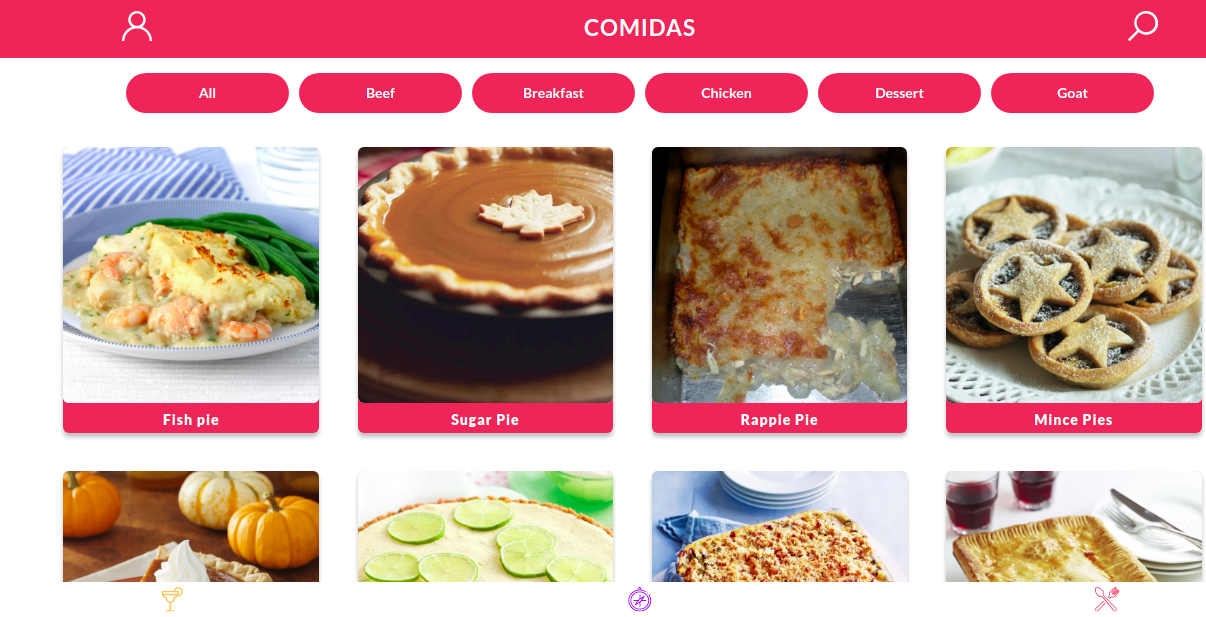 COMIDAS
All
Beef
Breakfast
Chicken
Dessert
Goat
Fish pie
Sugar Pie
Rappie Pie
Mince Pies